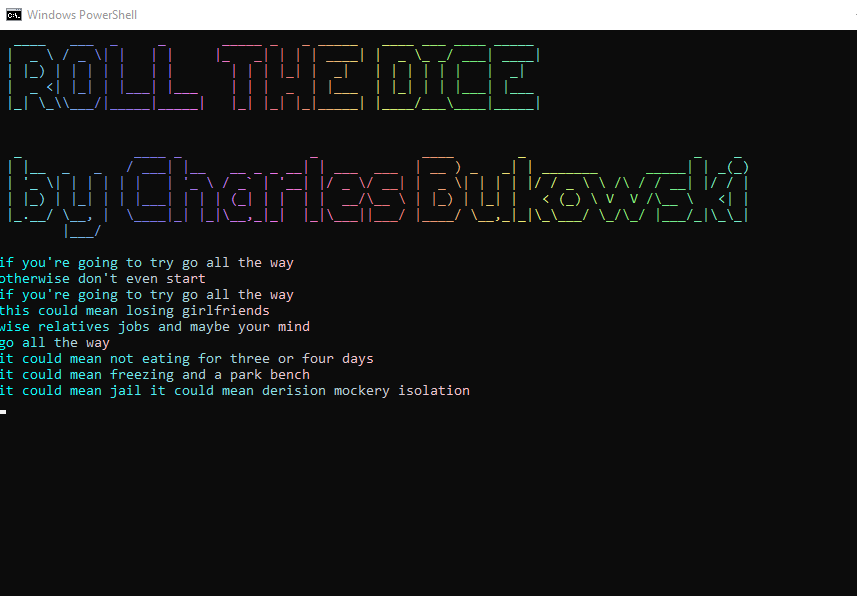 Windows PowerShell
ROLL THE DICE
By Charles Bukowski
if you're going to try go all the way
otherwise don't even start
if you're going to try go all the way
this could mean losing girlfriends
wise relatives jobs and maybe your mind
go all the way
it could mean not eating for three or four days
it could mean freezing and a park bench
it could mean jail it could mean derision mockery isolation